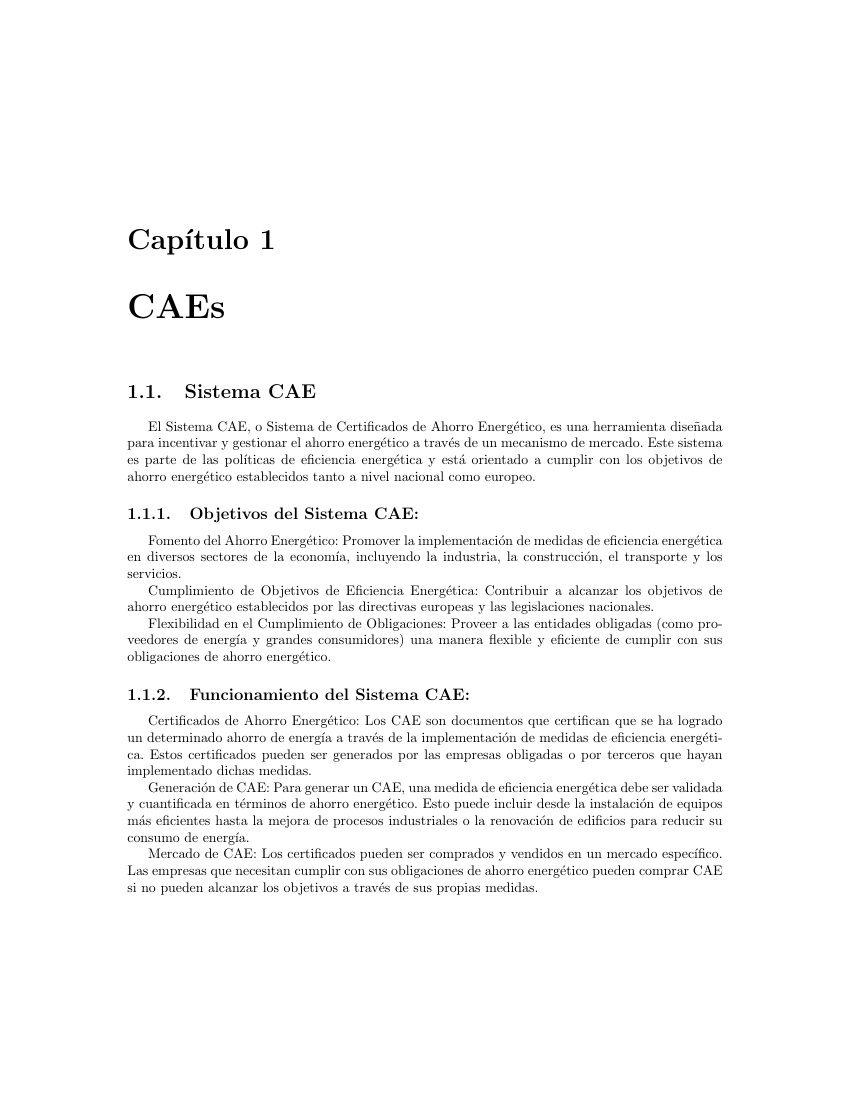 Capítulo 1
CAEs
1.1. Sistema CAE
El Sistema CAE, o Sistema de Certificados de Ahorro Energético, es una herramienta diseñada
para incentivar y gestionar el ahorro energético a través de un mecanismo de mercado. Este sistema
es parte de las políticas de eficiencia energética y está orientado a cumplir con los objetivos de
ahorro energético establecidos tanto a nivel nacional como europeo.
1.1.1. Objetivos del Sistema CAE:
Fomento del Ahorro Energético: Promover la implementación de medidas de eficiencia energética
en diversos sectores de la economía, incluyendo la industria, la construcción, el transporte y los
servicios.
Cumplimiento de Objetivos de Eficiencia Energética: Contribuir a alcanzar los objetivos de
ahorro energético establecidos por las directivas europeas y las legislaciones nacionales.
Flexibilidad en el Cumplimiento de Obligaciones: Proveer a las entidades obligadas (como pro-
veedores de energía y grandes consumidores) una manera flexible y eficiente de cumplir con sus
obligaciones de ahorro energético.
1.1.2. Funcionamiento del Sistema CAE:
Certificados de Ahorro Energético: Los CAE son documentos que certifican que se ha logrado
un determinado ahorro de energía a través de la implementación de medidas de eficiencia energéti-
ca. Estos certificados pueden ser generados por las empresas obligadas o por terceros que hayan
implementado dichas medidas.
Generación de CAE: Para generar un CAE, una medida de eficiencia energética debe ser validada
y cuantificada en términos de ahorro energético. Esto puede incluir desde la instalación de equipos
más eficientes hasta la mejora de procesos industriales o la renovación de edificios para reducir su
consumo de energía.
Mercado de CAE: Los certificados pueden ser comprados y vendidos en un mercado específico.
Las empresas que necesitan cumplir con sus obligaciones de ahorro energético pueden comprar CAE
si no pueden alcanzar los objetivos a través de sus propias medidas.